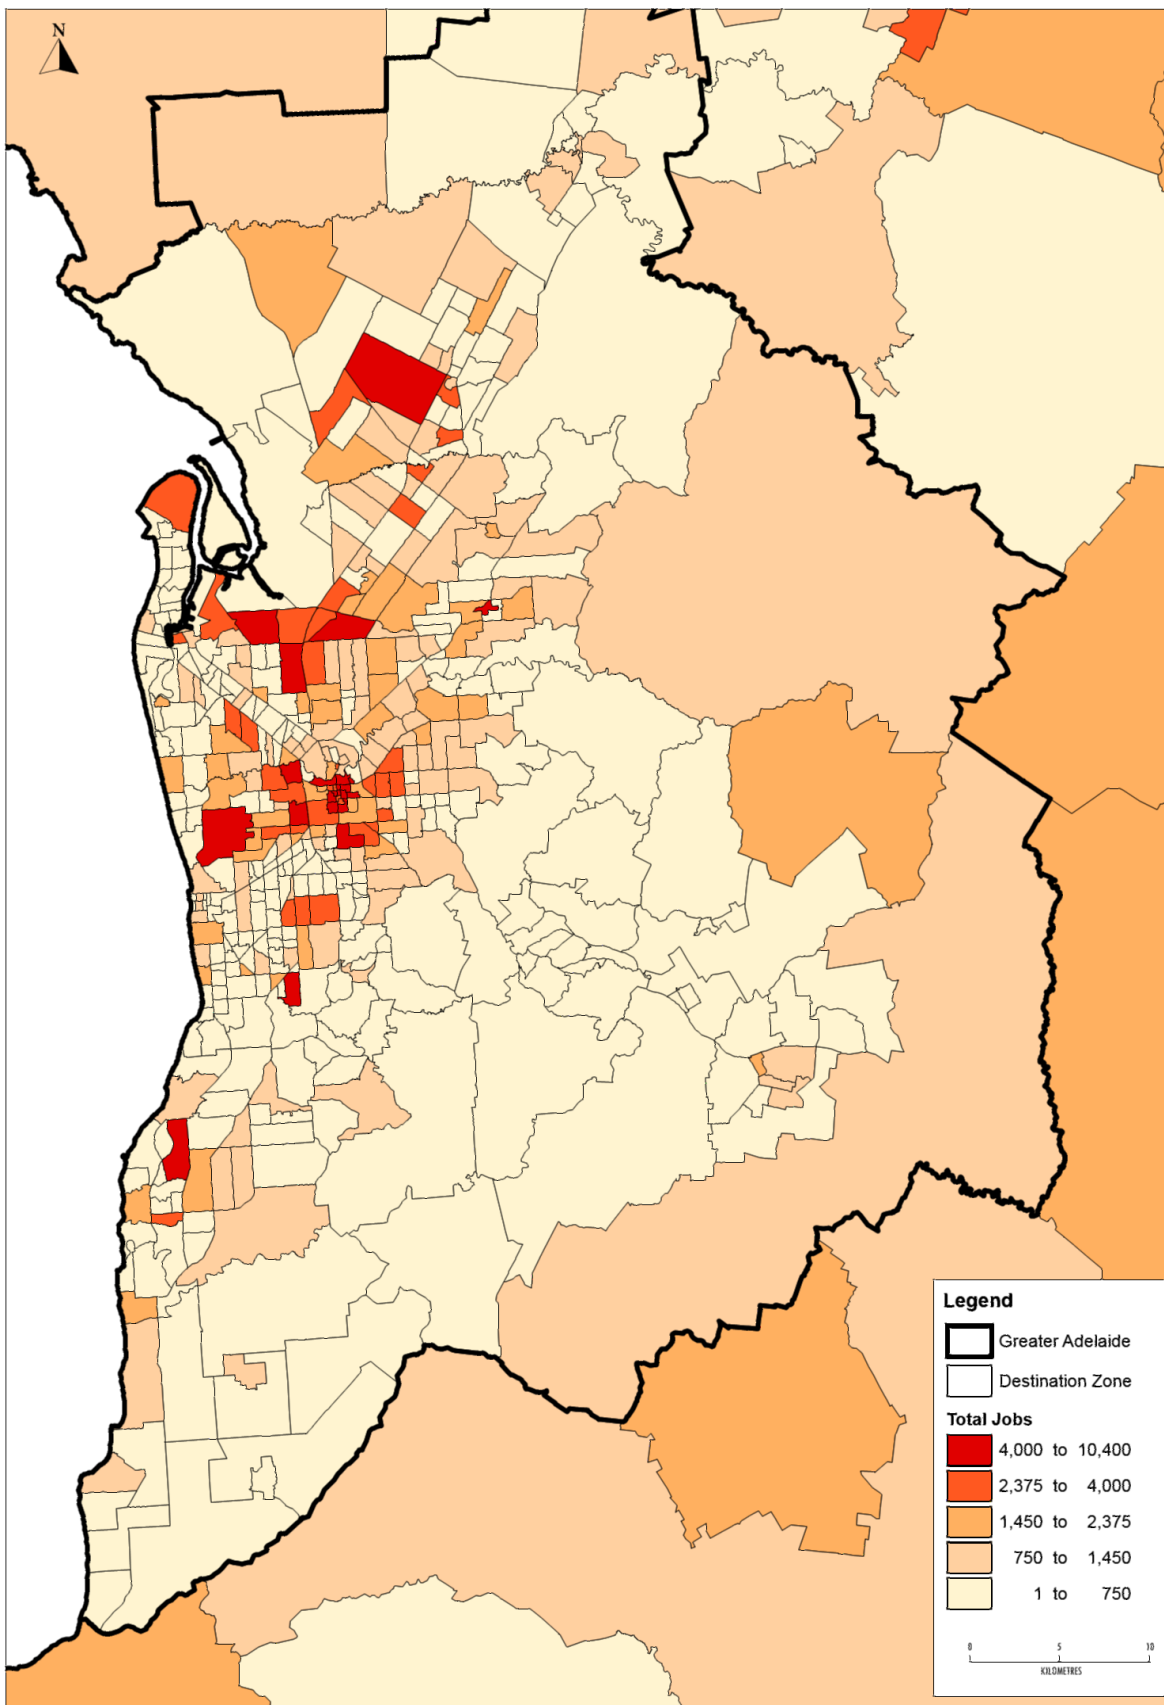 N
Legend
Greater Adelaide
Destination Zone
Total Jobs
4,000 to 10,400
2,375 to 4,000
1,450 to 2,375
750 to 1,450
1 to 750
0 5 10
KILOMETRES